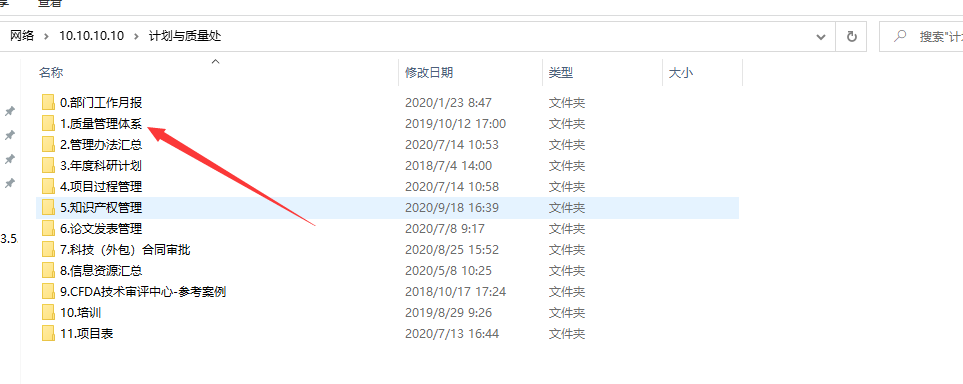 网络 > 10.10.10.10 > 计划与质量处 搜索"计
名称 修改日期 类型 大小
0.部门工作月报 2020/1/23 8:47 文件夹
1.质量管理体系 2019/10/12 17:00 文件夹
2.管理办法汇总 2020/7/14 10:53 文件夹
3.年度科研计划 2018/7/4 14:00 文件夹
4.项目过程管理 2020/7/14 10:58 文件夹
5.知识产权管理 2020/9/18 16:39 文件夹
6.论文发表管理 2020/7/8 9:17 文件夹
3.5
7.科技（外包）合同审批 2020/8/25 15:52 文件夹
8.信息资源汇总 2020/5/8 10:25 文件夹
9.CFDA技术审评中心-参考案例 2018/10/17 17:24 文件夹
10.培训 2019/8/29 9:26 文件夹
11.项目表 2020/7/13 16:44 文件夹